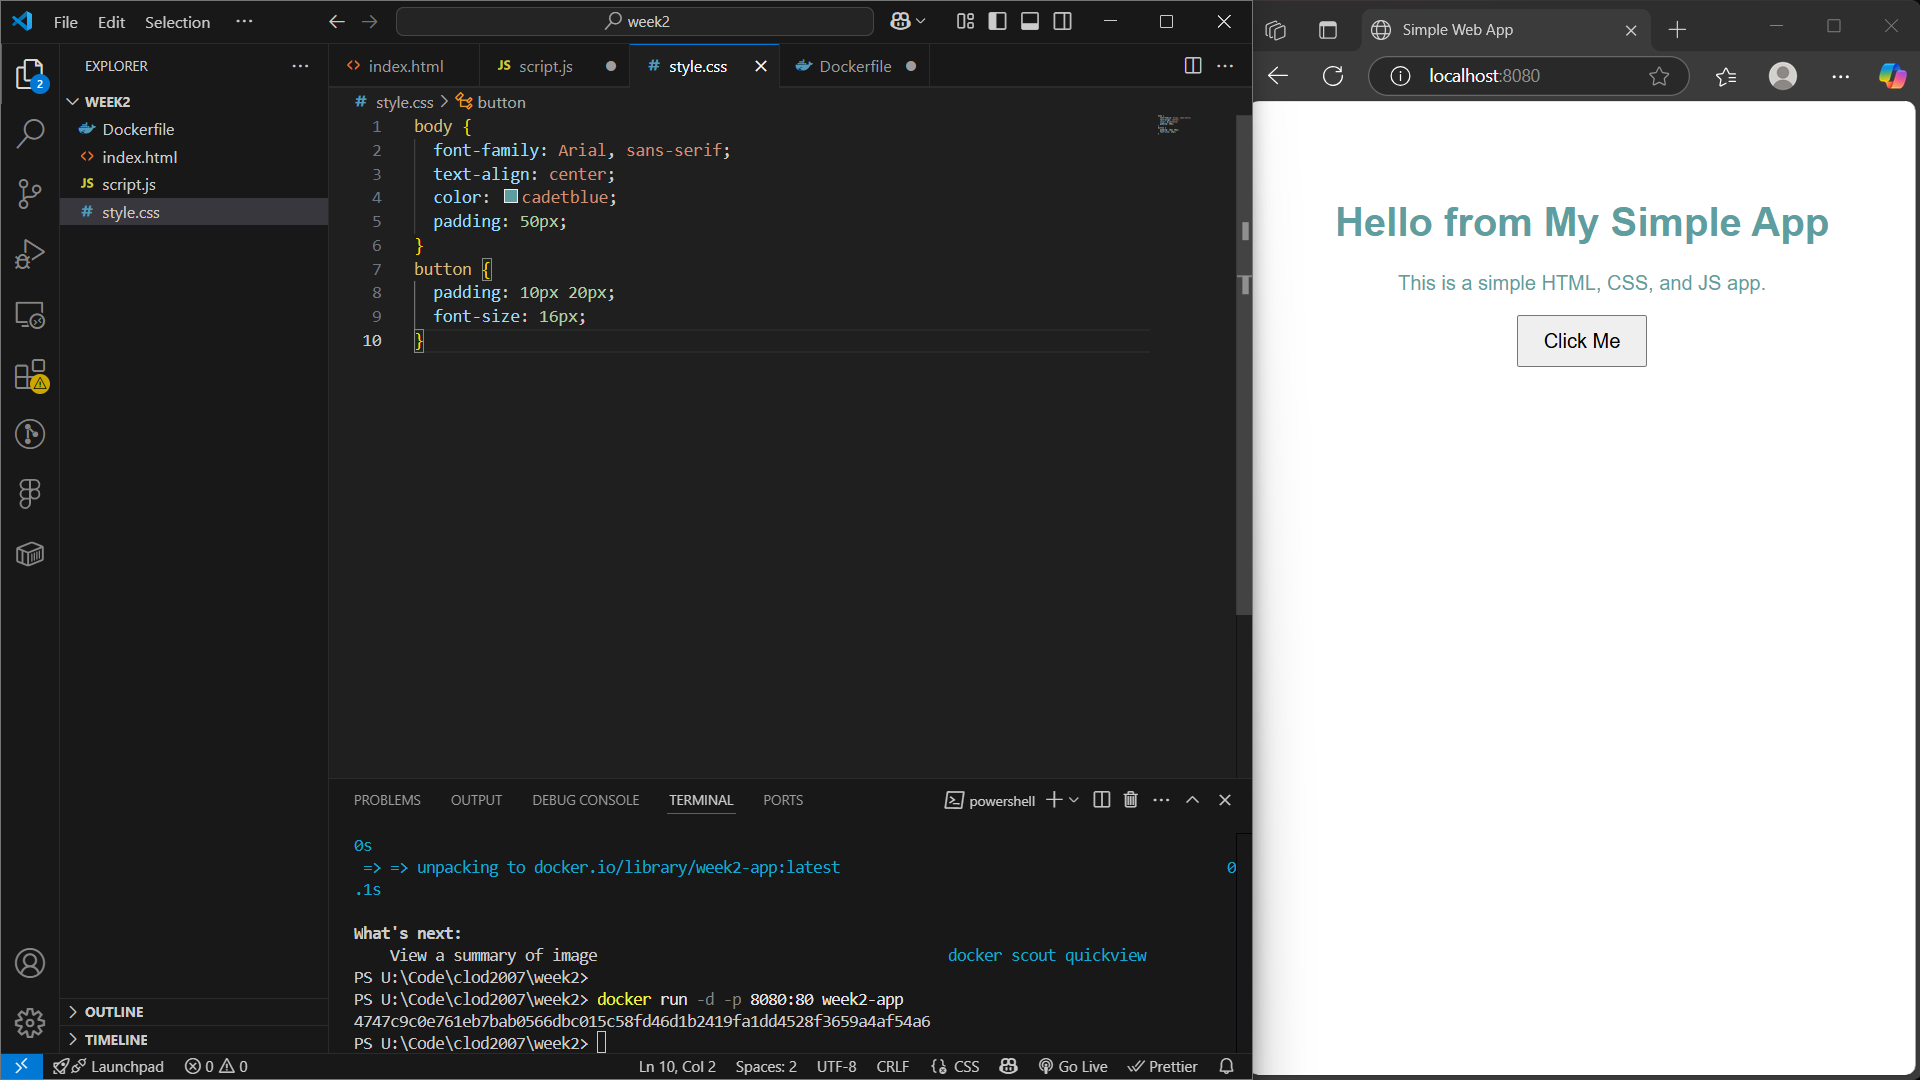 File Edit Selection ··· week2
EXPLORER ···
2
WEEK2
Dockerfile
index.html
JS script.js
# style.css
OUTLINE
TIMELINE
<> index.html
JS script.js
# style.css
Dockerfile
# style.css > button
1 body {
2 font-family: Arial, sans-serif;
3 text-align: center;
4 color: cadetblue;
5 padding: 50px;
6 }
7 button {
8 padding: 10px 20px;
9 font-size: 16px;
10 }
PROBLEMS OUTPUT DEBUG CONSOLE TERMINAL PORTS powershell
0s
=> => unpacking to docker.io/library/week2-app:latest 0
.1s
What's next:
View a summary of image docker scout quickview
PS U:\Code\clod2007\week2>
PS U:\Code\clod2007\week2> docker run -d -p 8080:80 week2-app
4747c9c0e761eb7bab0566dbc015c58fd46d1b2419fa1dd4528f3659a4af54a6
PS U:\Code\clod2007\week2>
Launchpad 0 0 Ln 10, Col 2 Spaces: 2 UTF-8 CRLF {} CSS Go Live Prettier
Simple Web App
localhost:8080
Hello from My Simple App
This is a simple HTML, CSS, and JS app.
Click Me